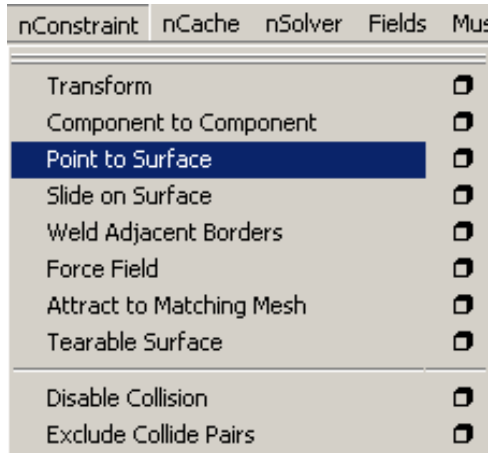 nConstraint nCache nSolver Fields
Transform
Component to Component
Point to Surface
Slide on Surface
Weld Adjacent Borders
Force Field
Attract to Matching Mesh
Tearable Surface
Disable Collision
Exclude Collide Pairs